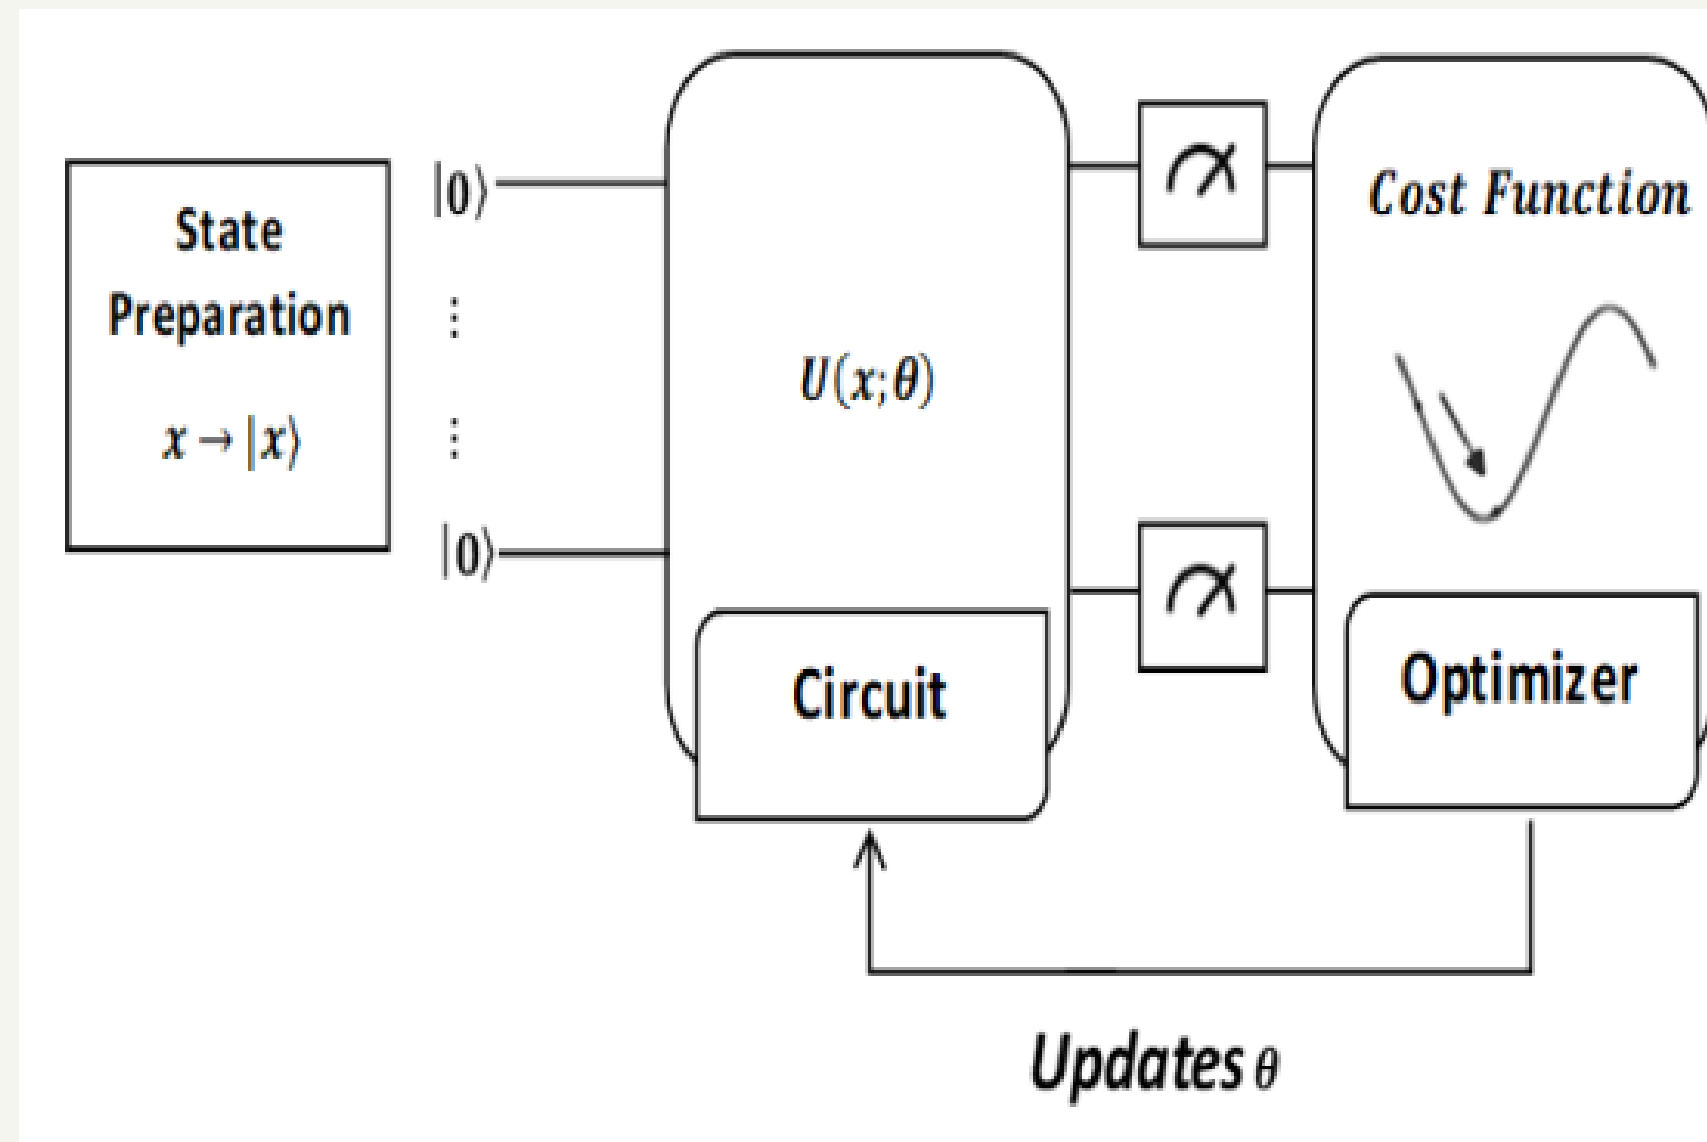 State
Preparation
x → |x⟩
|0⟩
⋮
⋮
|0⟩
U(x;θ)
Circuit
Cost Function
Optimizer
Updates θ